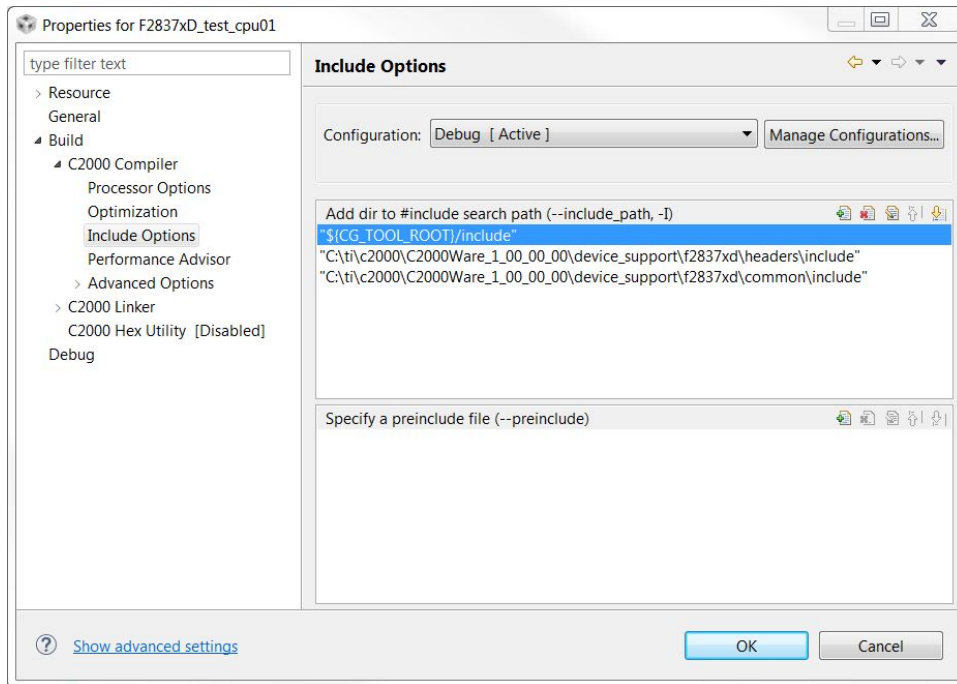 Properties for F2837xD_test_cpu01
type filter text
Resource
General
Build
C2000 Compiler
Processor Options
Optimization
Include Options
Performance Advisor
Advanced Options
C2000 Linker
C2000 Hex Utility [Disabled]
Debug
Include Options
Configuration: Debug [ Active ] Manage Configurations...
Add dir to #include search path (--include_path, -I)
"${CG_TOOL_ROOT}/include"
"C:\ti\c2000\C2000Ware_1_00_00_00\device_support\f2837xd\headers\include"
"C:\ti\c2000\C2000Ware_1_00_00_00\device_support\f2837xd\common\include"
Specify a preinclude file (--preinclude)
? Show advanced settings
OK Cancel